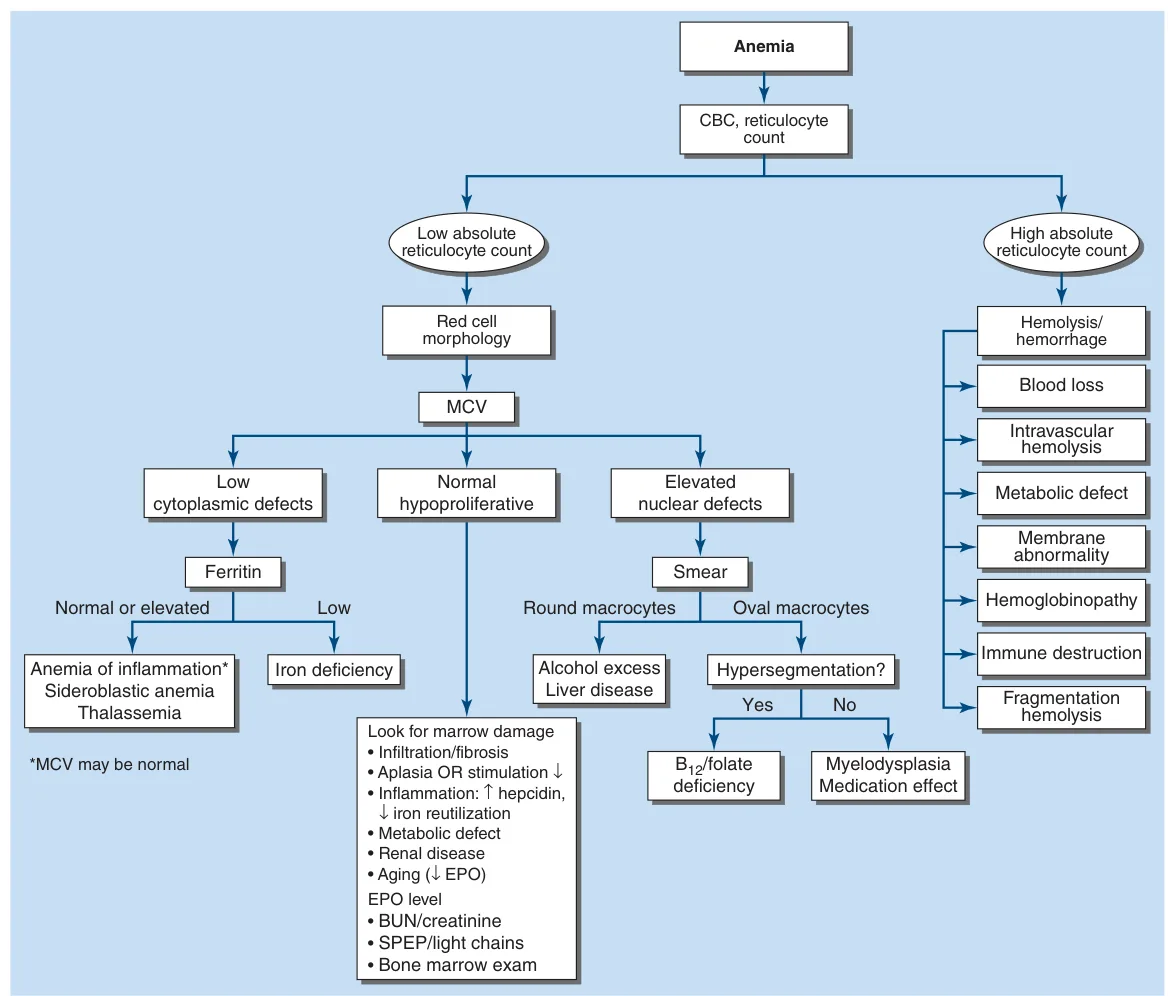 Anemia
CBC, reticulocyte
count
Low absolute
reticulocyte count
High absolute
reticulocyte count
Red cell
morphology
MCV
Low
cytoplasmic defects
Normal
hypoproliferative
Elevated
nuclear defects
Ferritin
Normal or elevated
Low
Anemia of inflammation*
Sideroblastic anemia
Thalassemia
Iron deficiency
*MCV may be normal
Look for marrow damage
• Infiltration/fibrosis
• Aplasia OR stimulation ↓
• Inflammation: ↑ hepcidin,
↓ iron reutilization
• Metabolic defect
• Renal disease
• Aging (↓ EPO)
EPO level
• BUN/creatinine
• SPEP/light chains
• Bone marrow exam
Smear
Round macrocytes
Oval macrocytes
Alcohol excess
Liver disease
Hypersegmentation?
Yes
No
B12/folate
deficiency
Myelodysplasia
Medication effect
Hemolysis/
hemorrhage
Blood loss
Intravascular
hemolysis
Metabolic defect
Membrane
abnormality
Hemoglobinopathy
Immune destruction
Fragmentation
hemolysis